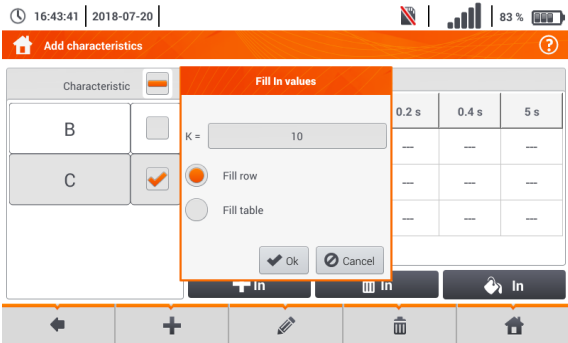 16:43:41 2018-07-20 83 %
Add characteristics ?
Characteristic
0.2 s 0.4 s 5 s
B --- --- ---
C --- --- ---
--- --- ---
Fill In values
K = 10
Fill row
Fill table
Ok Cancel
In In In